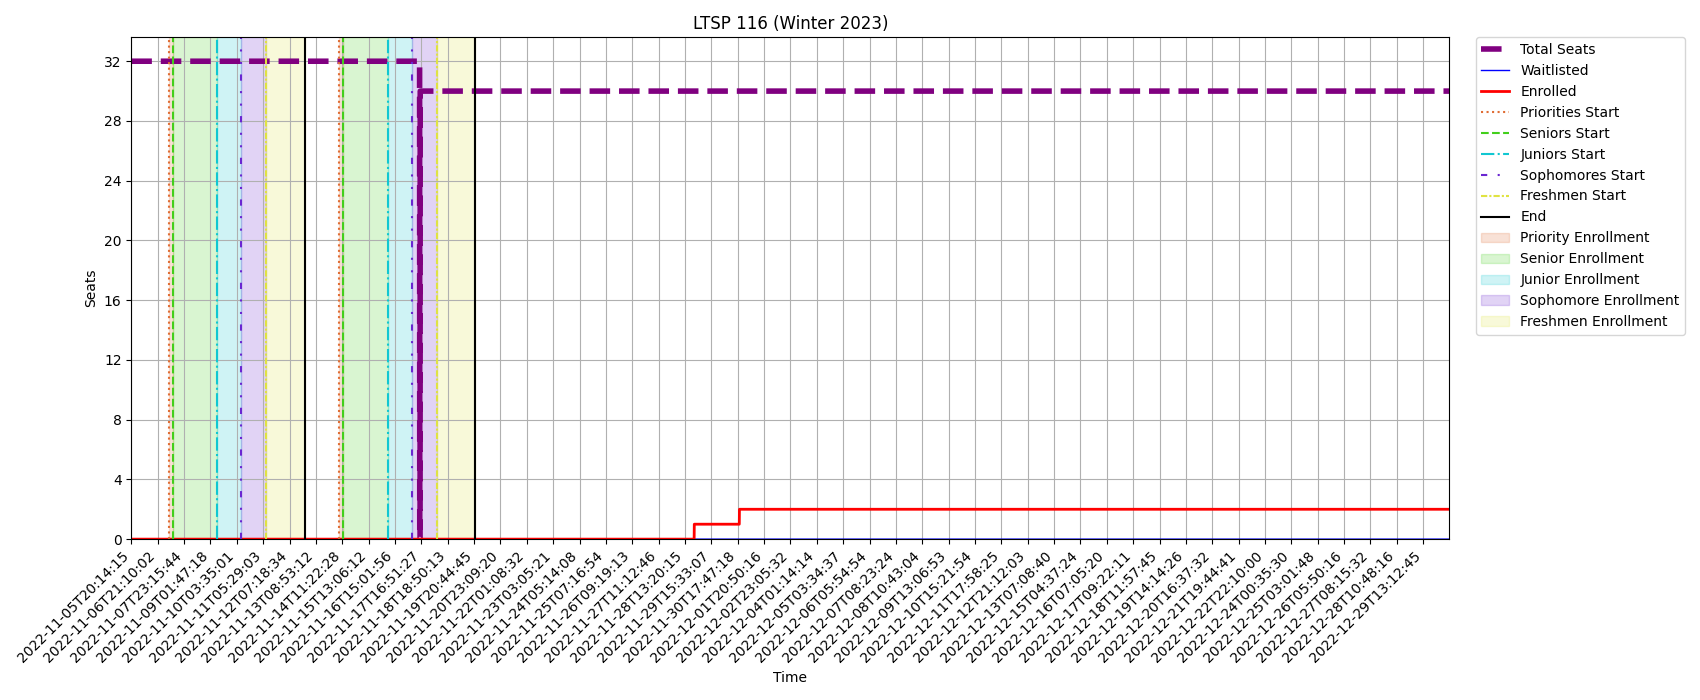 LTSP 116 (Winter 2023)
Seats
32
28
24
20
16
12
8
4
0
2022-11-05T20:14:15
2022-11-06T21:10:02
2022-11-07T23:15:44
2022-11-09T01:47:18
2022-11-10T03:35:01
2022-11-11T05:29:03
2022-11-12T07:18:34
2022-11-13T08:53:12
2022-11-14T11:22:28
2022-11-15T13:06:12
2022-11-16T15:01:56
2022-11-17T16:51:27
2022-11-18T18:50:13
2022-11-19T20:44:45
2022-11-20T23:09:20
2022-11-22T01:08:32
2022-11-23T03:05:21
2022-11-24T05:14:08
2022-11-25T07:16:54
2022-11-26T09:19:13
2022-11-27T11:12:46
2022-11-28T13:20:15
2022-11-29T15:33:07
2022-11-30T17:47:18
2022-12-01T20:50:16
2022-12-02T23:05:32
2022-12-04T01:14:14
2022-12-05T03:34:37
2022-12-06T05:54:54
2022-12-07T08:23:24
2022-12-08T10:43:04
2022-12-09T13:06:53
2022-12-10T15:21:54
2022-12-11T17:58:25
2022-12-12T21:12:03
2022-12-13T17:08:40
2022-12-15T04:37:24
2022-12-16T07:05:20
2022-12-17T09:22:11
2022-12-18T11:57:45
2022-12-19T14:14:26
2022-12-20T16:37:32
2022-12-21T19:44:41
2022-12-22T22:10:00
2022-12-24T00:35:30
2022-12-25T03:01:48
2022-12-26T05:50:16
2022-12-27T08:15:32
2022-12-28T10:48:16
2022-12-29T13:12:45
Time
Total Seats
Waitlisted
Enrolled
Priorities Start
Seniors Start
Juniors Start
Sophomores Start
Freshmen Start
End
Priority Enrollment
Senior Enrollment
Junior Enrollment
Sophomore Enrollment
Freshmen Enrollment